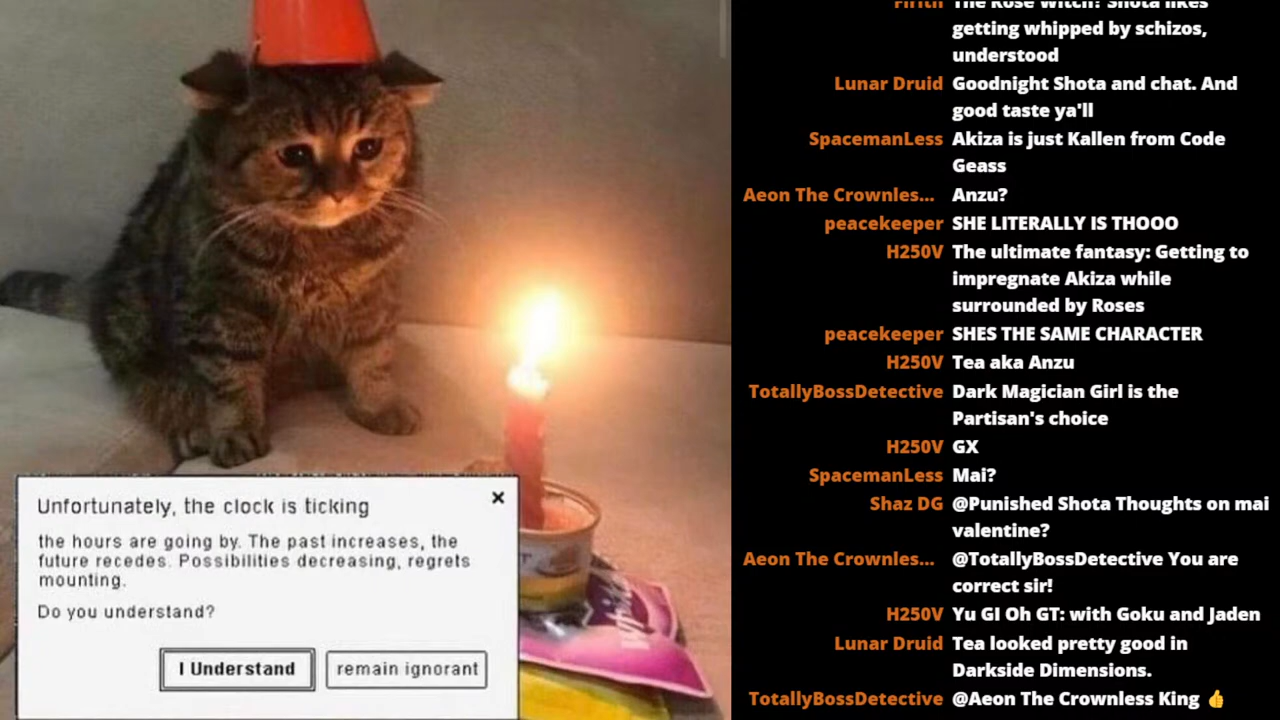 Unfortunately, the clock is ticking
the hours are going by. The past increases, the
future recedes. Possibilities decreasing, regrets
mounting.
Do you understand?
I Understand
remain ignorant
Firith The Rose Witch? Shota likes
getting whipped by schizos,
understood
Lunar Druid Goodnight Shota and chat. And
good taste ya'll
SpacemanLess Akiza is just Kallen from Code
Geass
Aeon The Crownles... Anzu?
peacekeeper SHE LITERALLY IS THOOO
H250V The ultimate fantasy: Getting to
impregnate Akiza while
surrounded by Roses
peacekeeper SHES THE SAME CHARACTER
H250V Tea aka Anzu
TotallyBossDetective Dark Magician Girl is the
Partisan's choice
H250V GX
SpacemanLess Mai?
Shaz DG @Punished Shota Thoughts on mai
valentine?
Aeon The Crownles... @TotallyBossDetective You are
correct sir!
H250V Yu GI Oh GT: with Goku and Jaden
Lunar Druid Tea looked pretty good in
Darkside Dimensions.
TotallyBossDetective @Aeon The Crownless King 👍